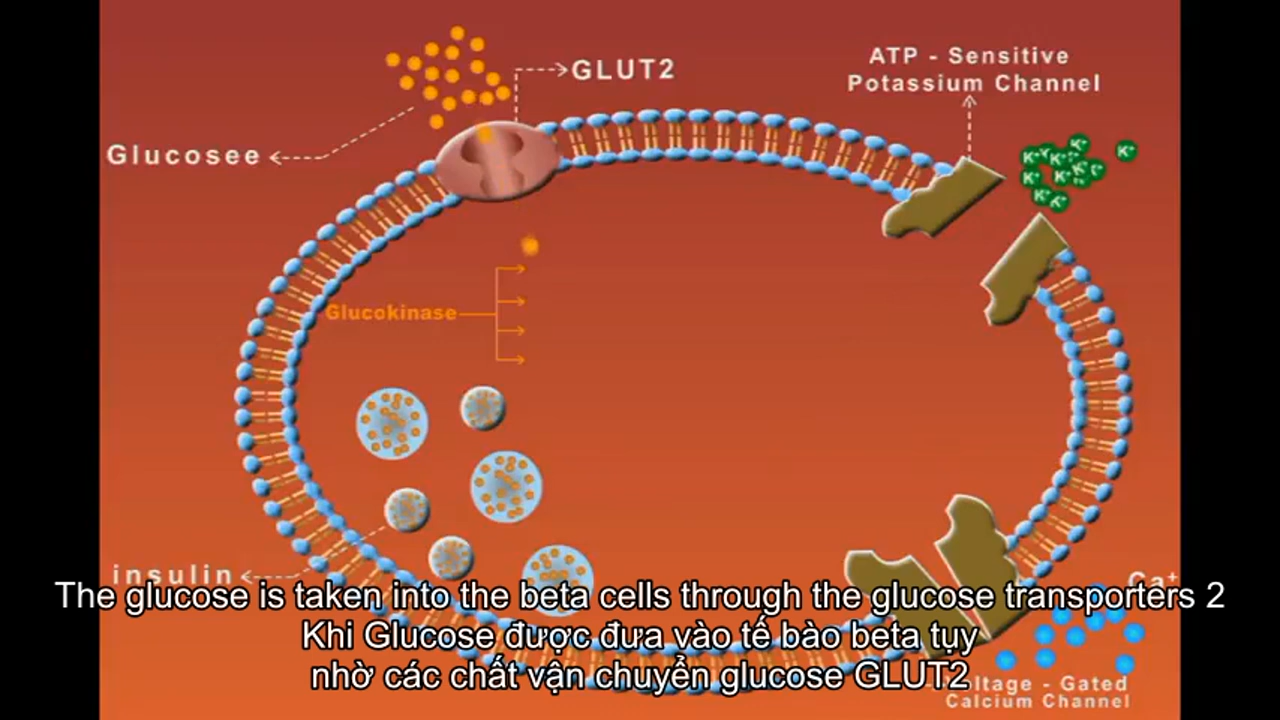 GLUT2
ATP - Sensitive
Potassium Channel
Glucosee
K+
K+
K+
K+
K+
K+
K+
K+
K+
Glucokinase
insulin
Ca+
The glucose is taken into the beta cells through the glucose transporters 2
Khi Glucose được đưa vào tế bào beta tụy
nhờ các chất vận chuyển glucose GLUT2
Gated
Calcium Channel